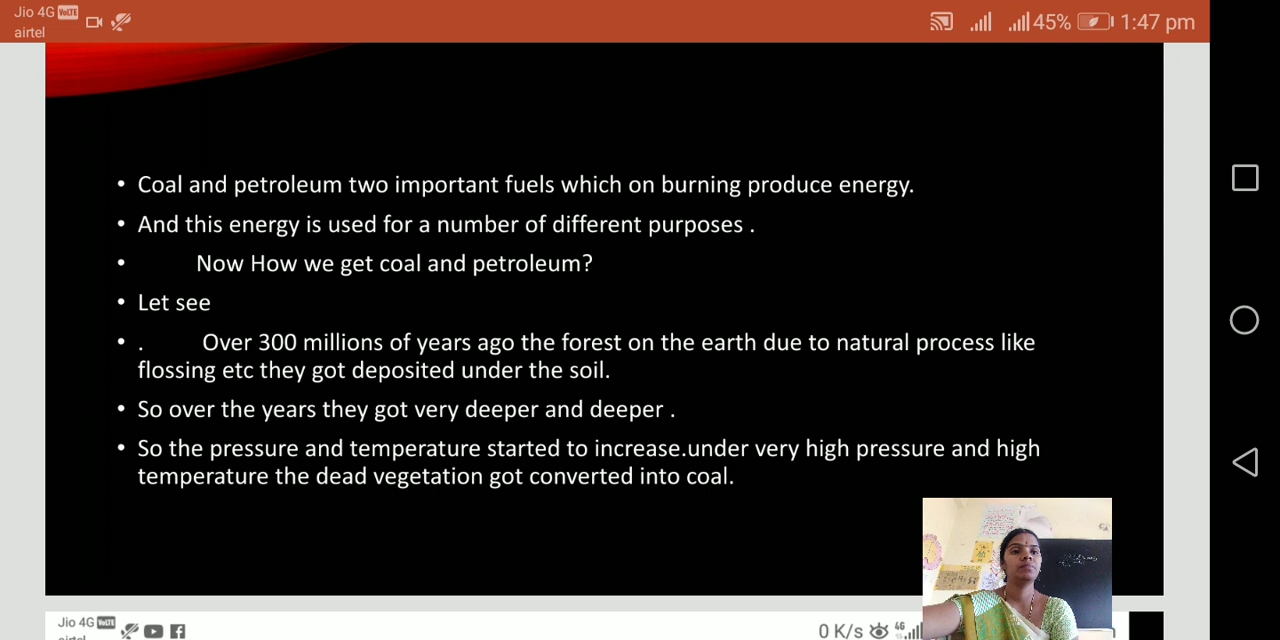 Jio 4G VoLTE
airtel
45% 1:47 pm
• Coal and petroleum two important fuels which on burning produce energy.
• And this energy is used for a number of different purposes .
• Now How we get coal and petroleum?
• Let see
• . Over 300 millions of years ago the forest on the earth due to natural process like
flossing etc they got deposited under the soil.
• So over the years they got very deeper and deeper .
• So the pressure and temperature started to increase.under very high pressure and high
temperature the dead vegetation got converted into coal.
Jio 4G VoLTE
0 K/s 4G
airtel